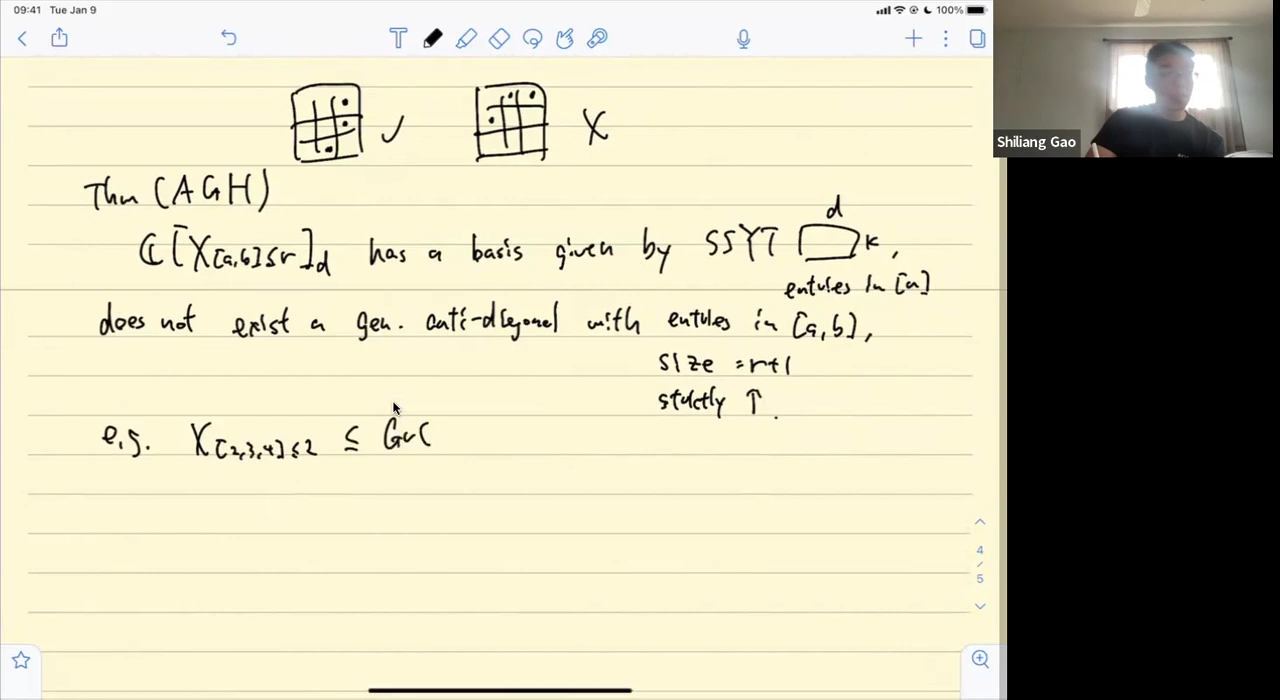 09:41 Tue Jan 9
100%
✓ X
Shiliang Gao
Thm (AGH)
ℂ[X[a,b]≤r]d has a basis given by SSYT d k,
entries in [n]
does not exist a gen. anti-diagonal with entries in [a,b],
size = r+1
strictly ↑.
e.g. X[2,3,4]≤2 ⊆ Gr(
4
/
5